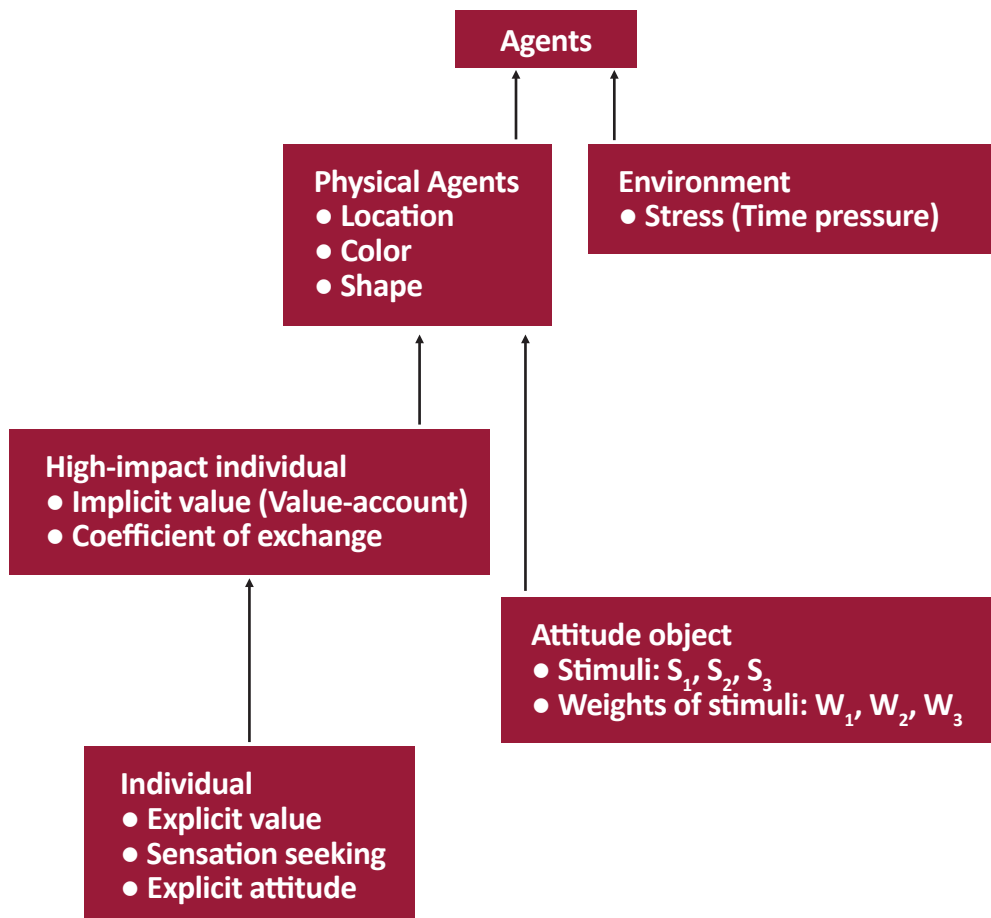 Agents
Physical Agents
● Location
● Color
● Shape
Environment
● Stress (Time pressure)
High-impact individual
● Implicit value (Value-account)
● Coefficient of exchange
Attitude object
● Stimuli: S₁, S₂, S₃
● Weights of stimuli: W₁, W₂, W₃
Individual
● Explicit value
● Sensation seeking
● Explicit attitude